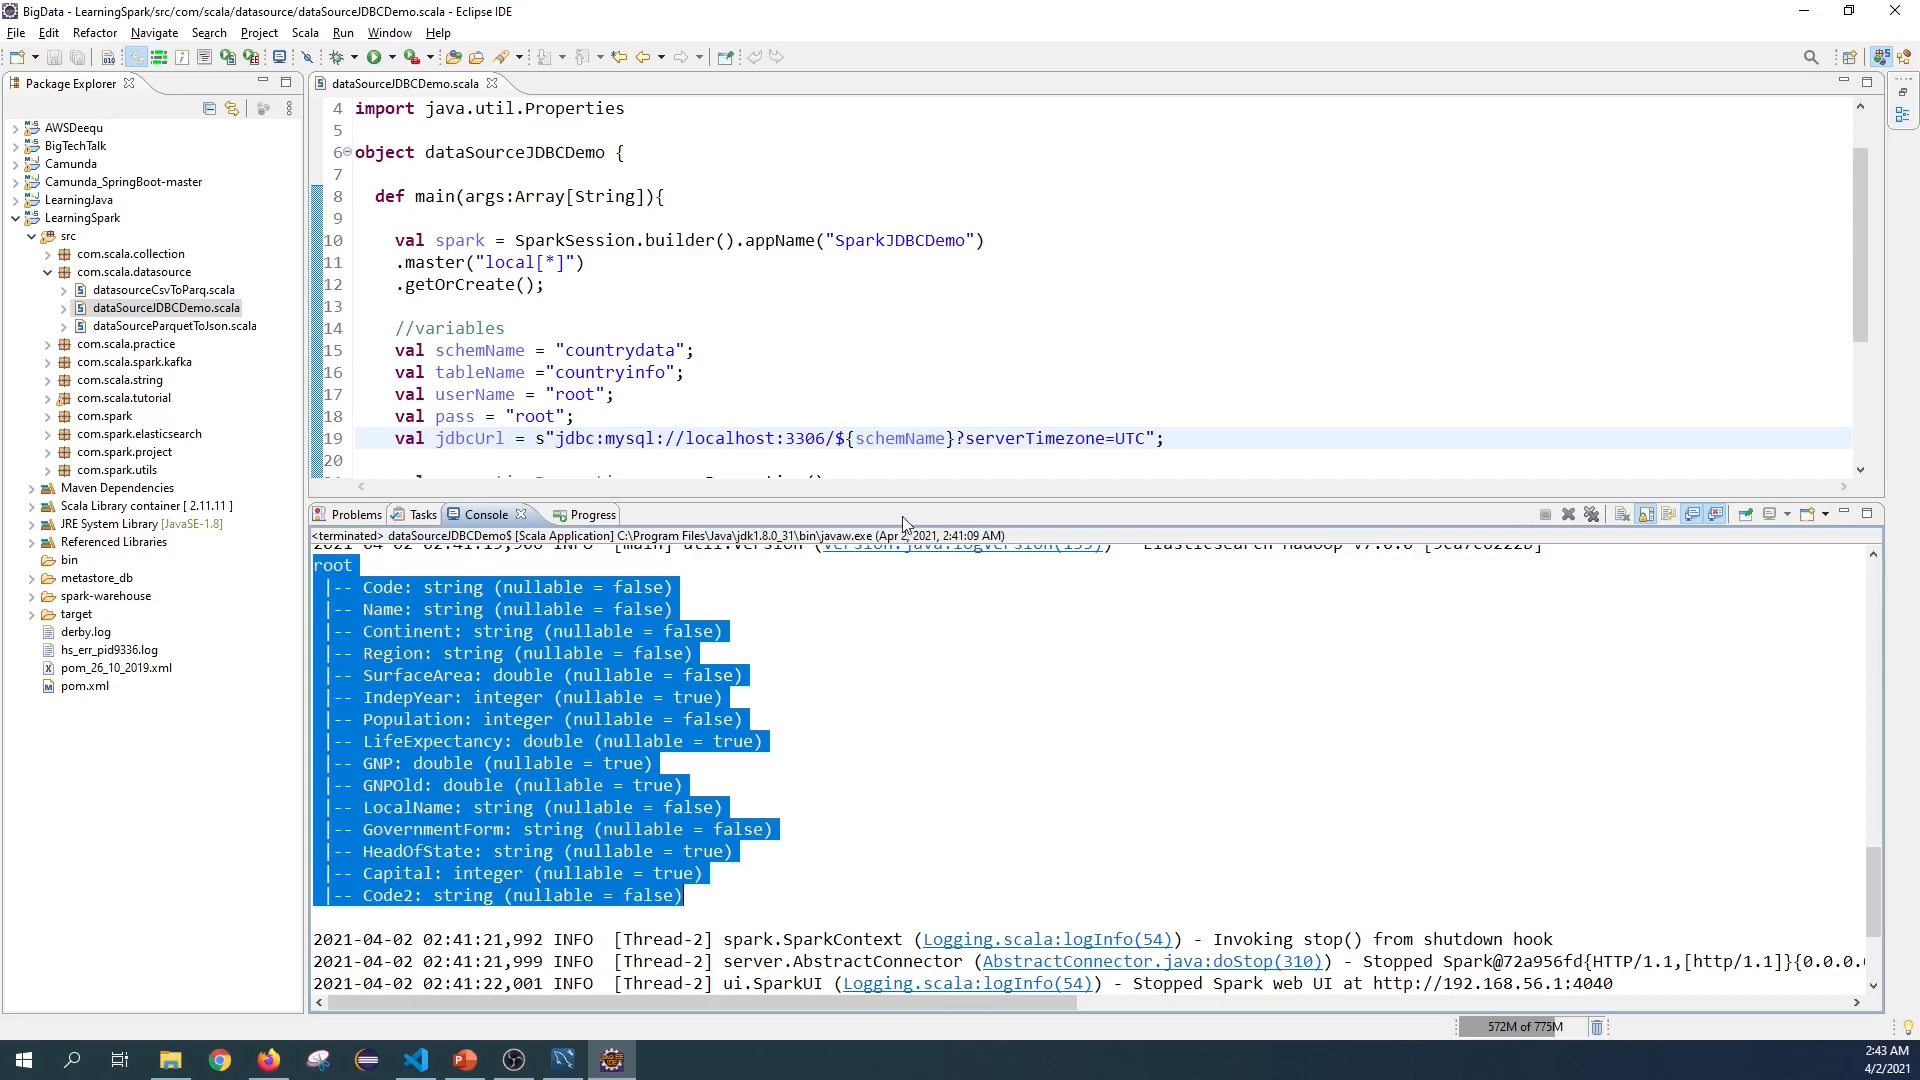 BigData - LearningSpark/src/com/scala/datasource/dataSourceJDBCDemo.scala - Eclipse IDE
File Edit Refactor Navigate Search Project Scala Run Window Help
Package Explorer
AWSDeequ
BigTechTalk
Camunda
Camunda_SpringBoot-master
LearningJava
LearningSpark
src
com.scala.collection
com.scala.datasource
datasourceCsvToParq.scala
dataSourceJDBCDemo.scala
dataSourceParquetToJson.scala
com.scala.practice
com.scala.spark.kafka
com.scala.string
com.scala.tutorial
com.spark
com.spark.elasticsearch
com.spark.project
com.spark.utils
Maven Dependencies
Scala Library container [ 2.11.11 ]
JRE System Library [JavaSE-1.8]
Referenced Libraries
bin
metastore_db
spark-warehouse
target
derby.log
hs_err_pid9336.log
pom_26_10_2019.xml
pom.xml
dataSourceJDBCDemo.scala
4 import java.util.Properties
5
6 object dataSourceJDBCDemo {
7
8 def main(args:Array[String]){
9
10 val spark = SparkSession.builder().appName("SparkJDBCDemo")
11 .master("local[*]")
12 .getOrCreate();
13
14 //variables
15 val schemName = "countrydata";
16 val tableName ="countryinfo";
17 val userName = "root";
18 val pass = "root";
19 val jdbcUrl = s"jdbc:mysql://localhost:3306/${schemName}?serverTimezone=UTC";
20
Problems Tasks Console Progress
<terminated> dataSourceJDBCDemo$ [Scala Application] C:\Program Files\Java\jdk1.8.0_31\bin\javaw.exe (Apr 2, 2021, 2:41:09 AM)
root
|-- Code: string (nullable = false)
|-- Name: string (nullable = false)
|-- Continent: string (nullable = false)
|-- Region: string (nullable = false)
|-- SurfaceArea: double (nullable = false)
|-- IndepYear: integer (nullable = true)
|-- Population: integer (nullable = false)
|-- LifeExpectancy: double (nullable = true)
|-- GNP: double (nullable = true)
|-- GNPOld: double (nullable = true)
|-- LocalName: string (nullable = false)
|-- GovernmentForm: string (nullable = false)
|-- HeadOfState: string (nullable = true)
|-- Capital: integer (nullable = true)
|-- Code2: string (nullable = false)
2021-04-02 02:41:21,992 INFO [Thread-2] spark.SparkContext (Logging.scala:logInfo(54)) - Invoking stop() from shutdown hook
2021-04-02 02:41:21,999 INFO [Thread-2] server.AbstractConnector (AbstractConnector.java:doStop(310)) - Stopped Spark@72a956fd{HTTP/1.1,[http/1.1]}{0.0.0.
2021-04-02 02:41:22,001 INFO [Thread-2] ui.SparkUI (Logging.scala:logInfo(54)) - Stopped Spark web UI at http://192.168.56.1:4040
572M of 775M
2:43 AM
4/2/2021